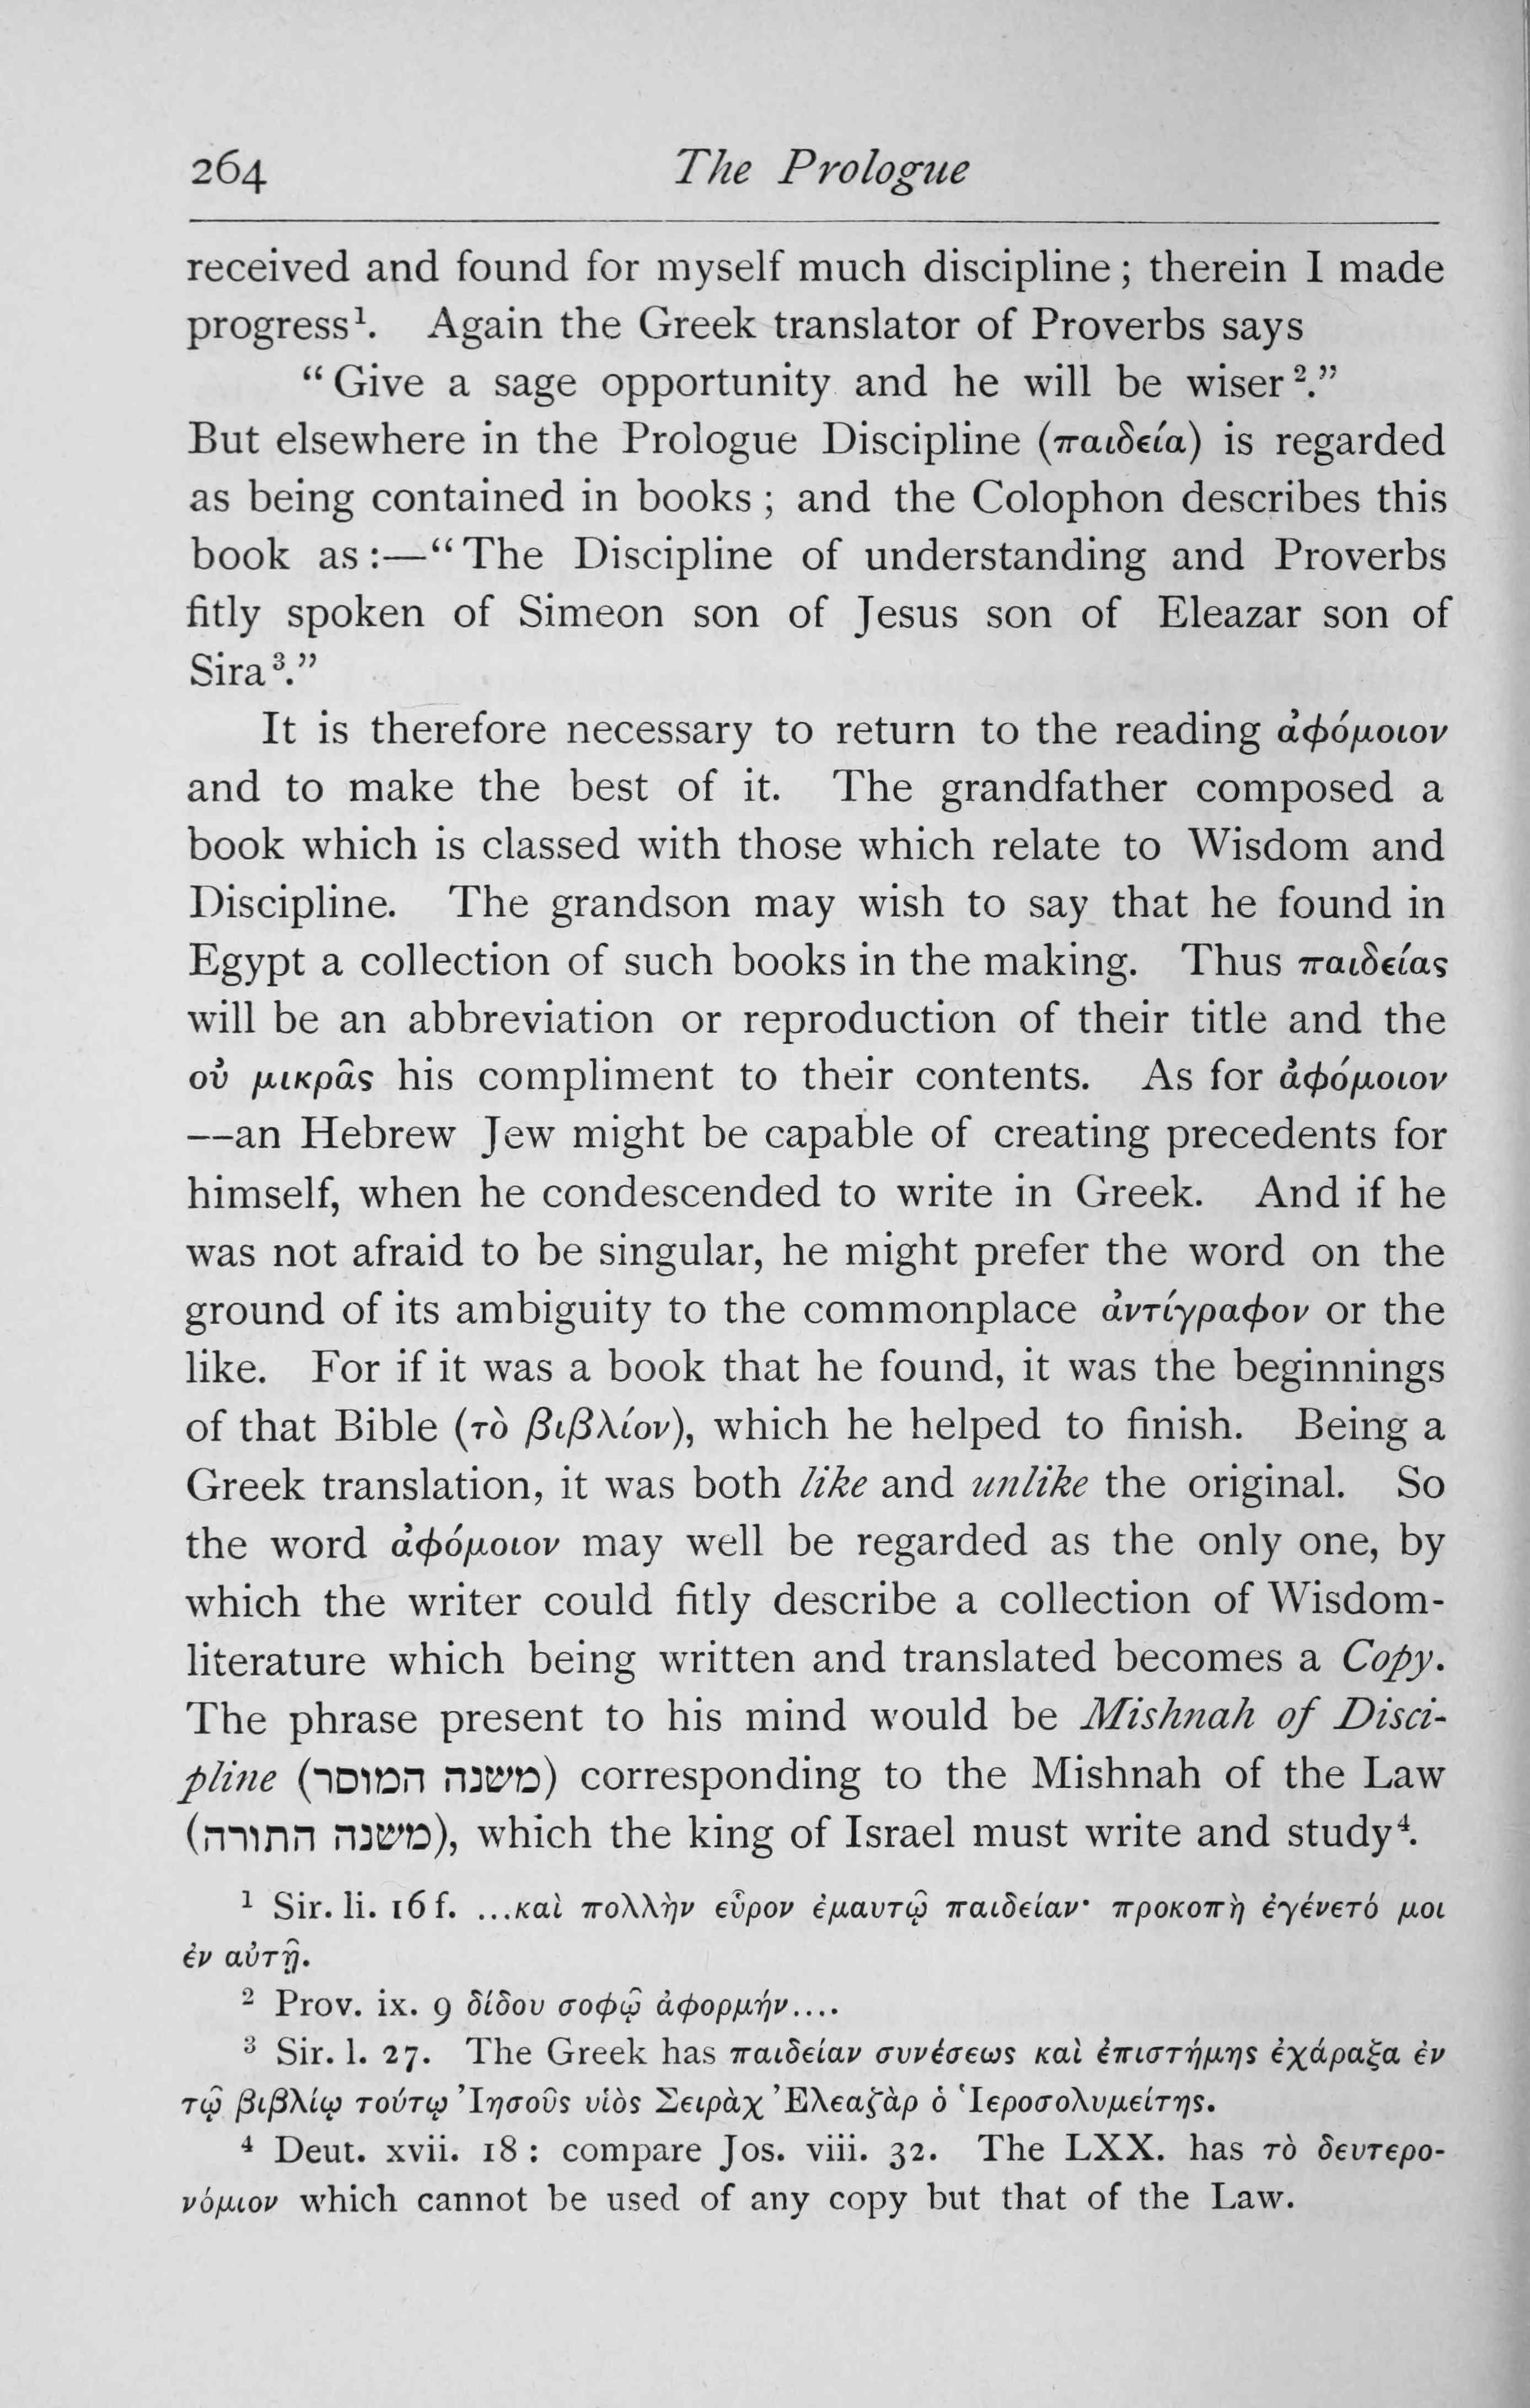 264 The Prologue
received and found for myself much discipline; therein I made
progress¹. Again the Greek translator of Proverbs says
“Give a sage opportunity and he will be wiser².”
But elsewhere in the Prologue Discipline (παιδεία) is regarded
as being contained in books; and the Colophon describes this
book as:—“The Discipline of understanding and Proverbs
fitly spoken of Simeon son of Jesus son of Eleazar son of
Sira³.”
It is therefore necessary to return to the reading ἀφόμοιον
and to make the best of it. The grandfather composed a
book which is classed with those which relate to Wisdom and
Discipline. The grandson may wish to say that he found in
Egypt a collection of such books in the making. Thus παιδείας
will be an abbreviation or reproduction of their title and the
οὐ μικρᾶς his compliment to their contents. As for ἀφόμοιον
—an Hebrew Jew might be capable of creating precedents for
himself, when he condescended to write in Greek. And if he
was not afraid to be singular, he might prefer the word on the
ground of its ambiguity to the commonplace ἀντίγραφον or the
like. For if it was a book that he found, it was the beginnings
of that Bible (τὸ βιβλίον), which he helped to finish. Being a
Greek translation, it was both like and unlike the original. So
the word ἀφόμοιον may well be regarded as the only one, by
which the writer could fitly describe a collection of Wisdom-
literature which being written and translated becomes a Copy.
The phrase present to his mind would be Mishnah of Disci-
pline (משנה המוסר) corresponding to the Mishnah of the Law
(משנה התורה), which the king of Israel must write and study⁴.
¹ Sir. li. 16 f. ...καὶ πολλὴν εὗρον ἐμαυτῷ παιδείαν· προκοπὴ ἐγένετό μοι
ἐν αὐτῇ.
² Prov. ix. 9 δίδου σοφῷ ἀφορμήν....
³ Sir. l. 27. The Greek has παιδείαν συνέσεως καὶ ἐπιστήμης ἐχάραξα ἐν
τῷ βιβλίῳ τούτῳ Ἰησοῦς υἱὸς Σειρὰχ Ἐλεαζὰρ ὁ Ἱεροσολυμείτης.
⁴ Deut. xvii. 18: compare Jos. viii. 32. The LXX. has τὸ δευτερο-
νόμιον which cannot be used of any copy but that of the Law.